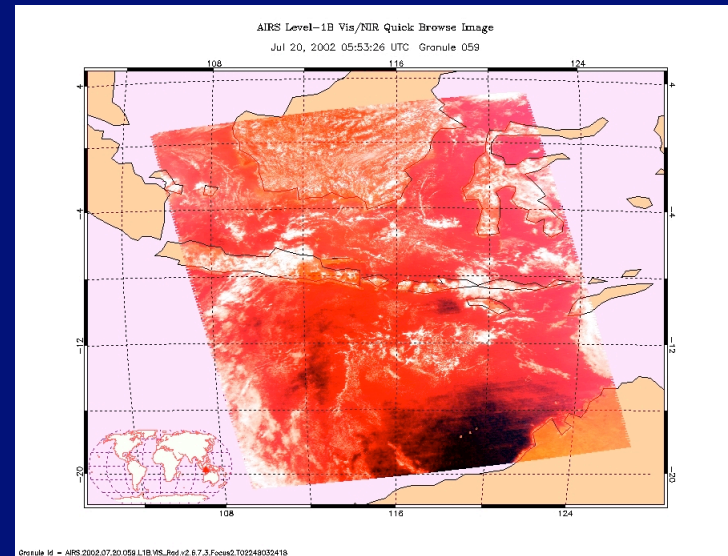 AIRS Level-1B Vis/NIR Quick Browse Image
Jul 20, 2002 05:53:26 UTC Granule 059
108 116 124
4 4
-4 -4
-12 -12
-20 -20
108 116 124
Granule Id = AIRS.2002.07.20.059.L1B.VIS_Red.v2.6.7.3.Focus2.T02248032418